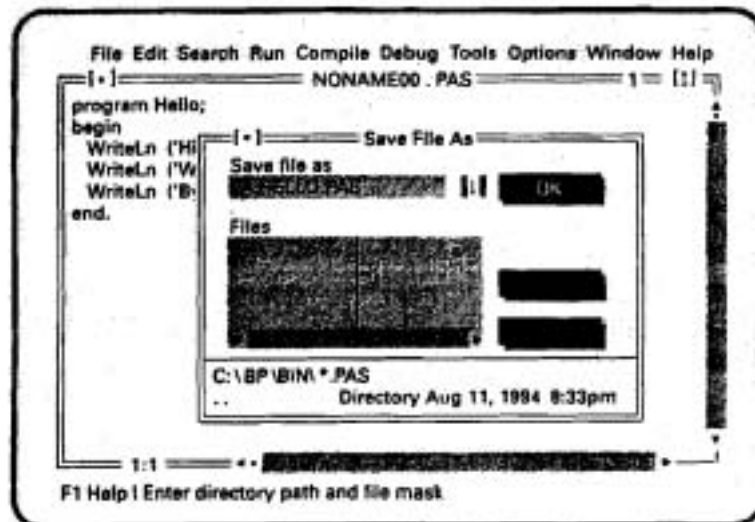 File Edit Search Run Compile Debug Tools Options Window Help
NONAME00 . PAS 1
program Hello;
begin
WriteLn ('Hi
WriteLn ('W
WriteLn ('B
end.
Save File As
Save file as
HELLO.PAS
OK
Files
C:\BP\BIN\*.PAS
.. Directory Aug 11, 1994 8:33pm
1:1
F1 Help | Enter directory path and file mask